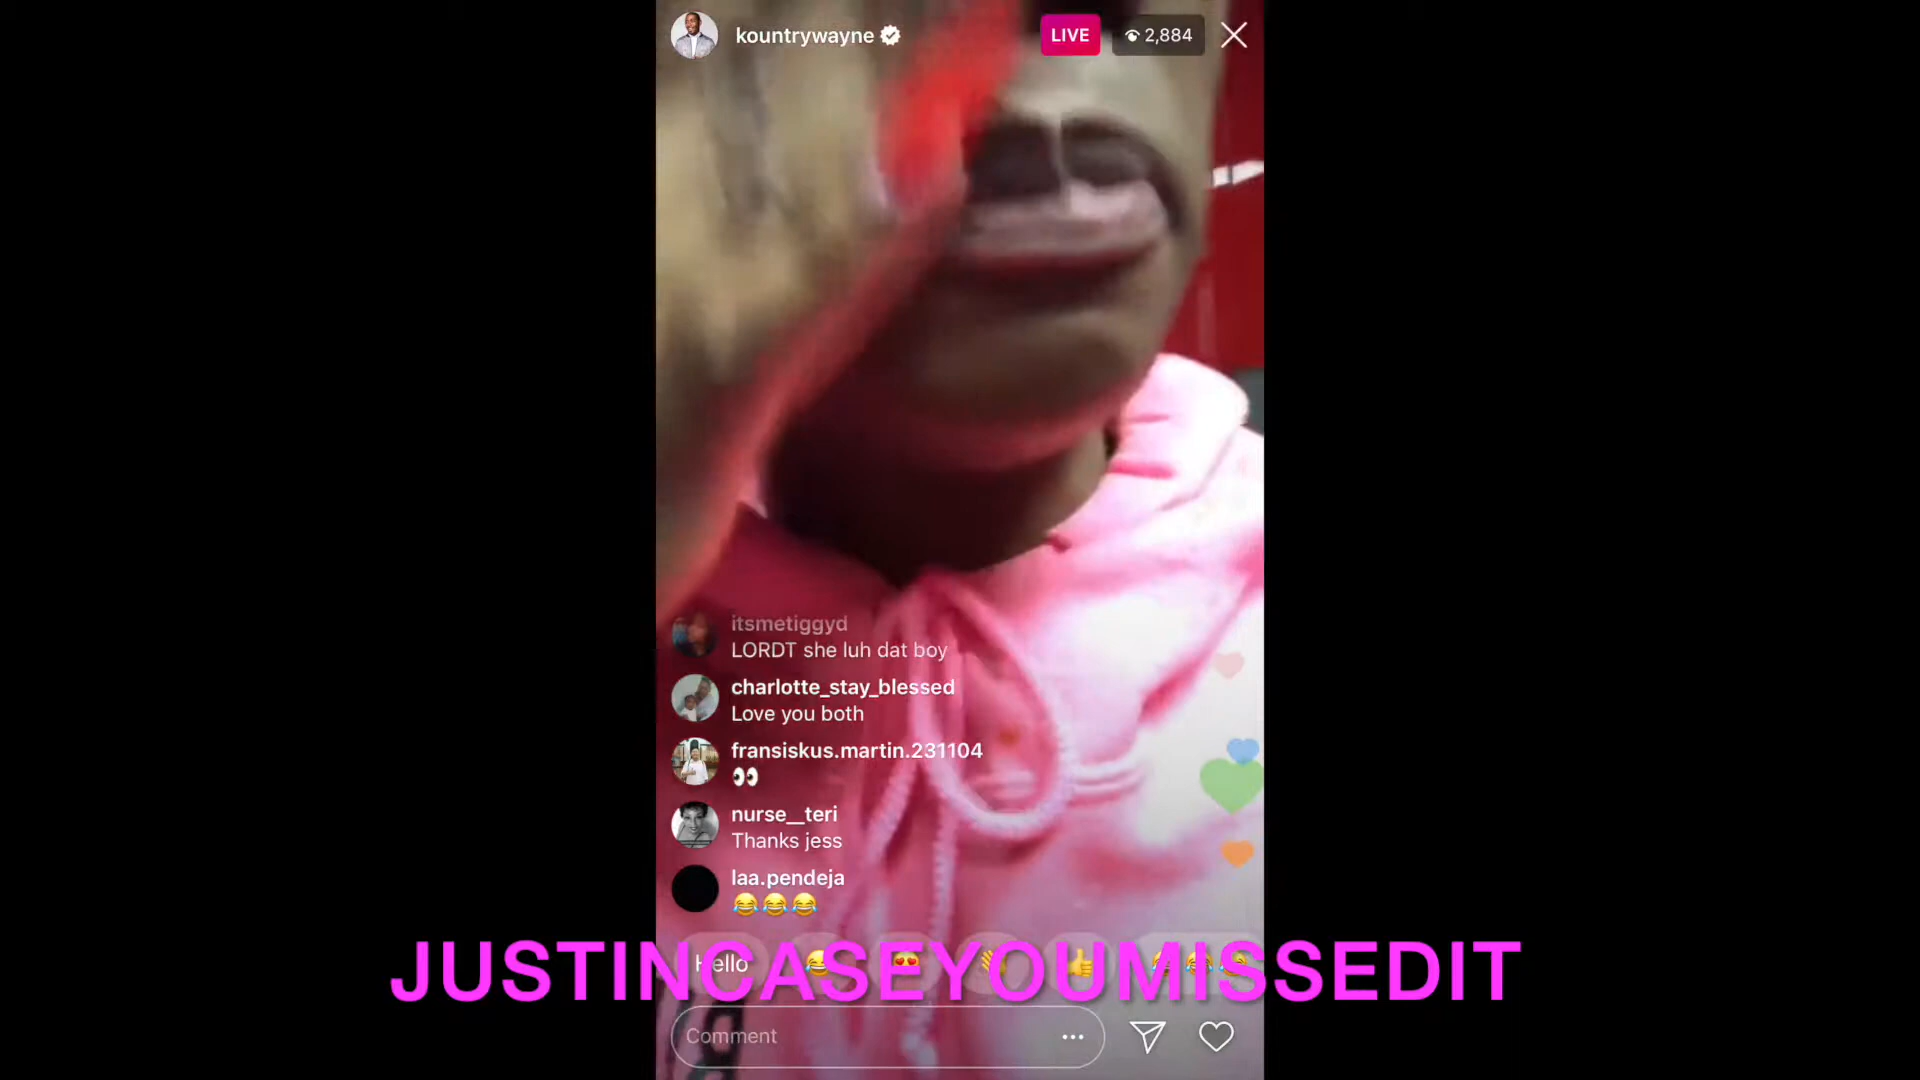 kountrywayne
LIVE
2,884
itsmetiggyd
LORDT she luh dat boy
charlotte_stay_blessed
Love you both
fransiskus.martin.231104
👀
nurse__teri
Thanks jess
laa.pendeja
😂😂😂
Hello
JUSTINCASEYOUMISSEDIT
Comment